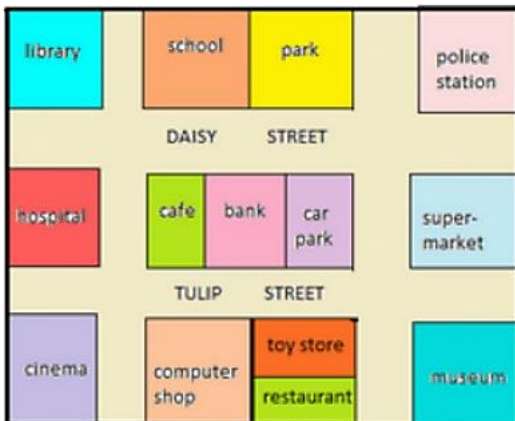 library
school
park
police
station
DAISY STREET
hospital
cafe
bank
car
park
super-
market
TULIP STREET
cinema
computer
shop
toy store
restaurant
museum